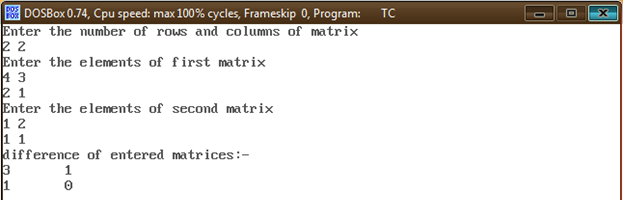 DOSBox 0.74, Cpu speed: max 100% cycles, Frameskip 0, Program: TC
Enter the number of rows and columns of matrix
2 2
Enter the elements of first matrix
4 3
2 1
Enter the elements of second matrix
1 2
1 1
difference of entered matrices:-
3 1
1 0